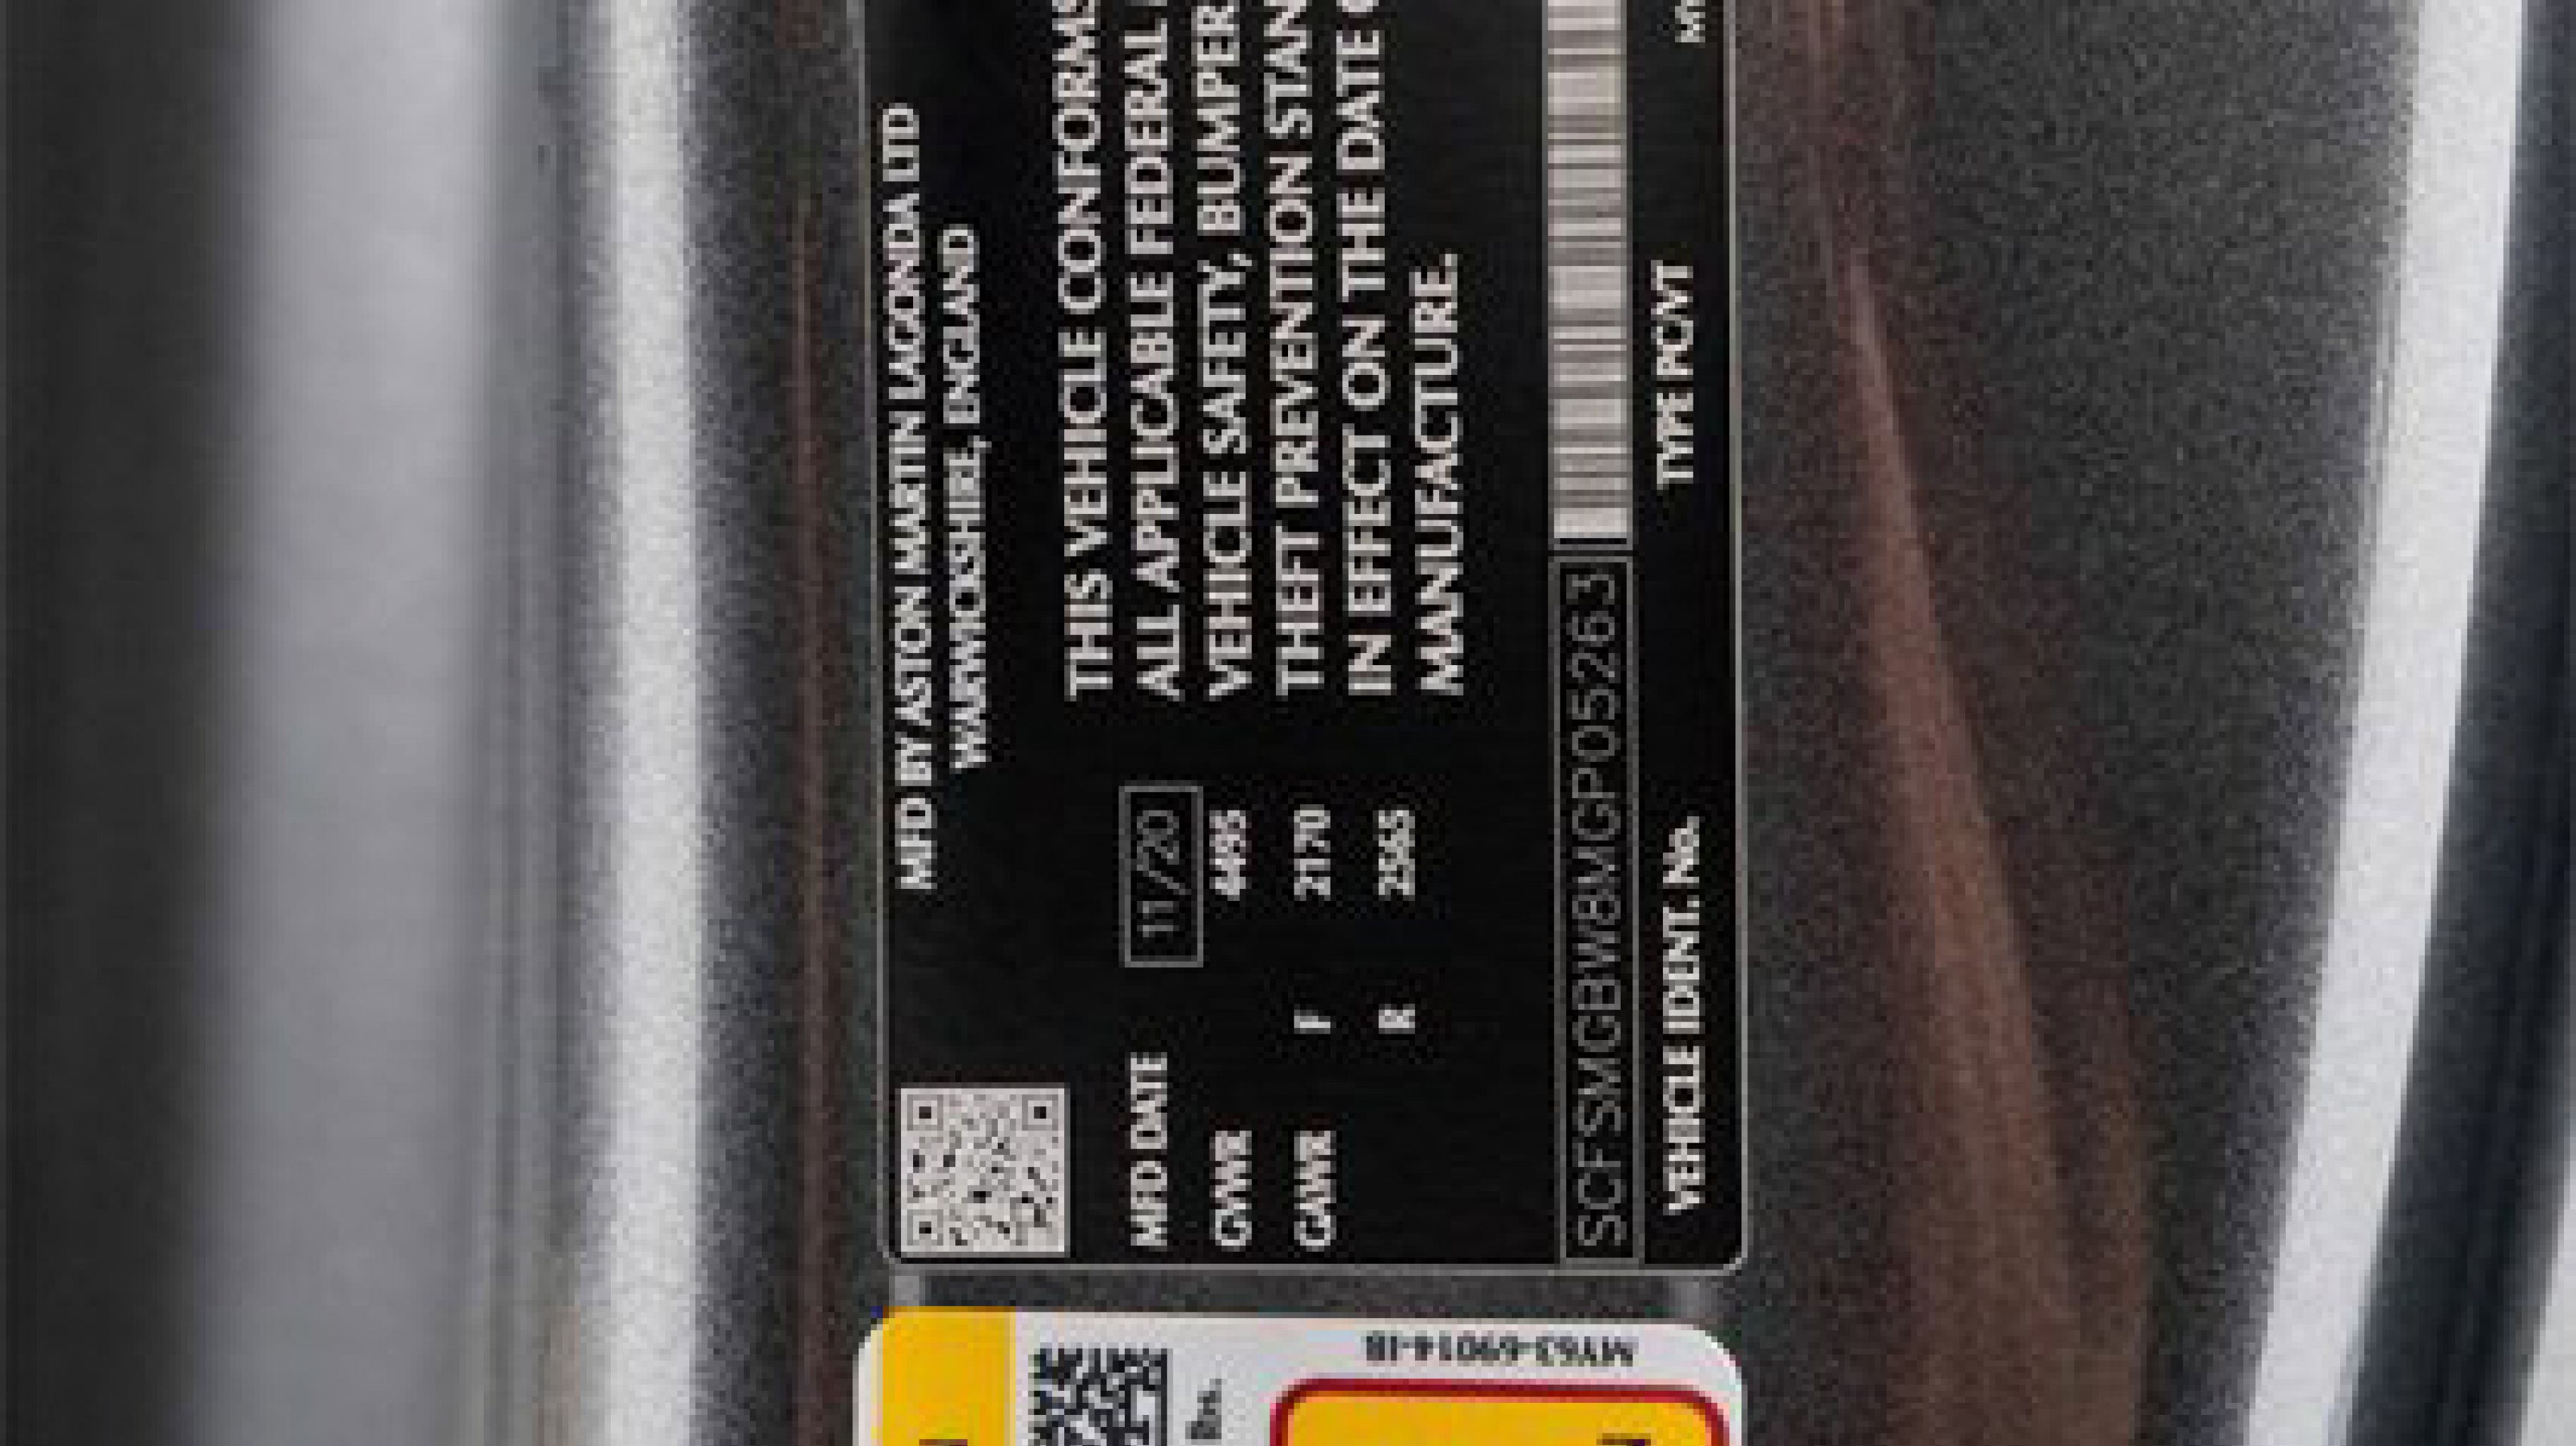 MFD BY ASTON MARTIN LAGONDA LTD
WARWICKSHIRE, ENGLAND
MFD DATE 11/20
GVWR 4495
GAWR F 2170
R 2565
THIS VEHICLE CONFORMS
ALL APPLICABLE FEDERAL
VEHICLE SAFETY, BUMPER
THEFT PREVENTION STAN
IN EFFECT ON THE DATE
MANUFACTURE.
SCFSMGBW8MGP05263
VEHICLE IDENT. No. TYPE PC/VT
MY63-69014-IB